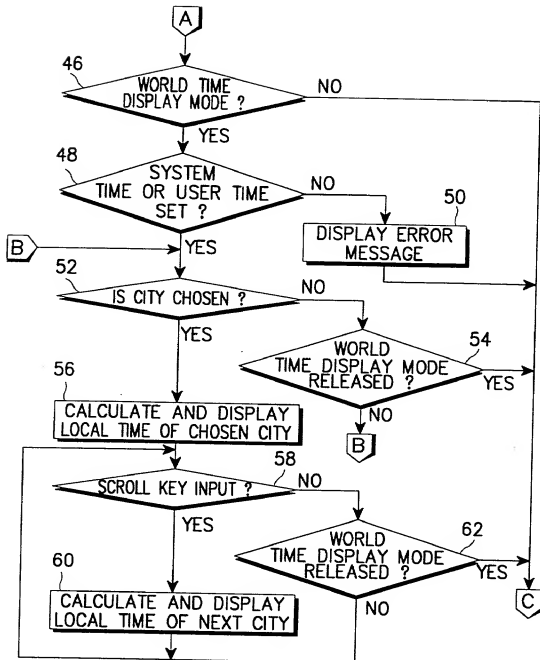 A
46
WORLD TIME
DISPLAY MODE ?
NO
YES
48
SYSTEM
TIME OR USER TIME
SET ?
NO
YES
50
DISPLAY ERROR
MESSAGE
B
52
IS CITY CHOSEN ?
NO
YES
54
WORLD
TIME DISPLAY MODE
RELEASED ?
YES
NO
B
56
CALCULATE AND DISPLAY
LOCAL TIME OF CHOSEN CITY
58
SCROLL KEY INPUT ?
NO
YES
62
WORLD
TIME DISPLAY MODE
RELEASED ?
YES
NO
C
60
CALCULATE AND DISPLAY
LOCAL TIME OF NEXT CITY